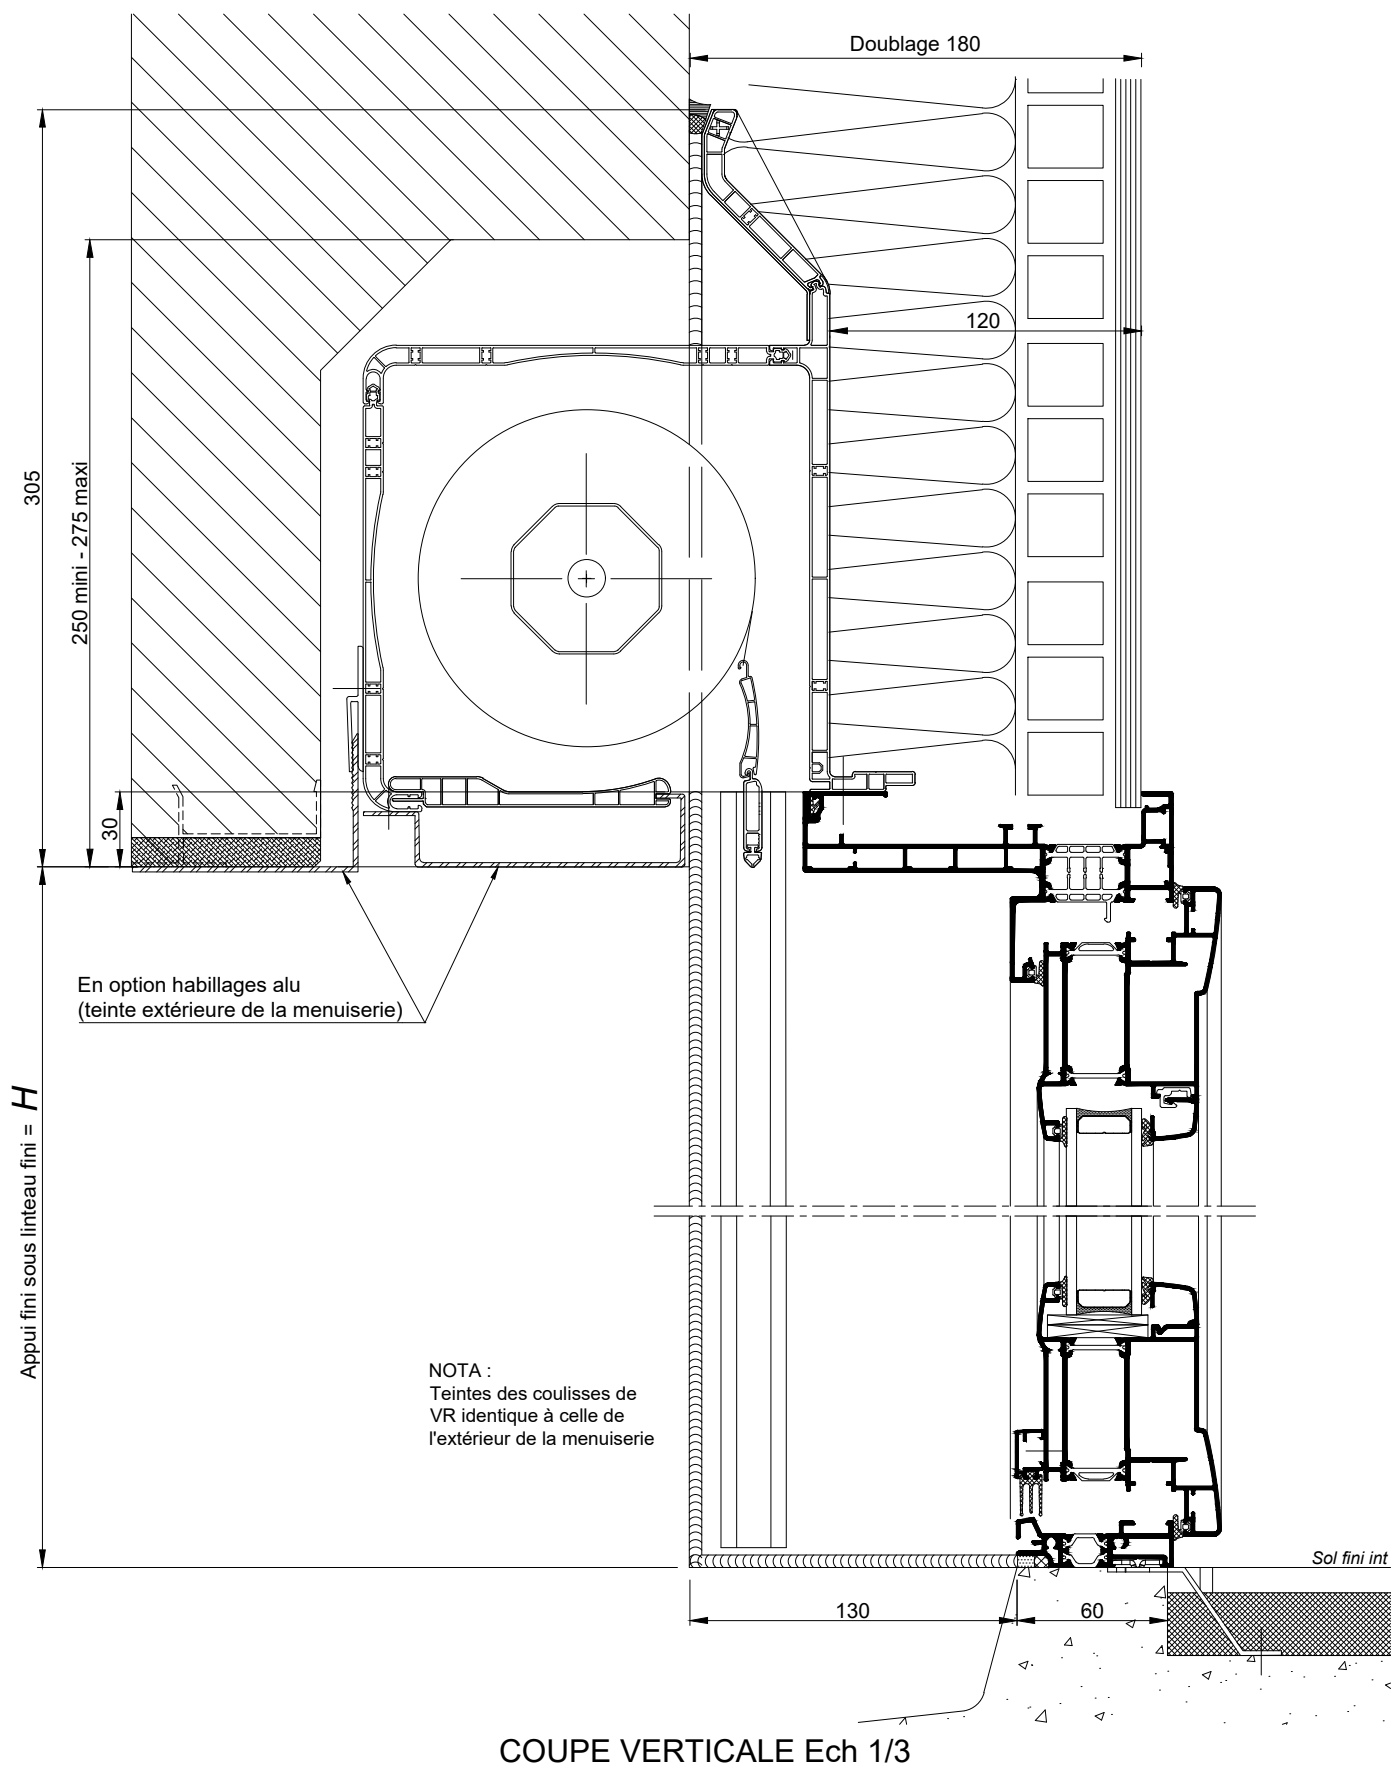 Doublage 180
120
305
250 mini - 275 maxi
30
En option habillages alu
(teinte extérieure de la menuiserie)
Appui fini sous linteau fini = H
NOTA :
Teintes des coulisses de
VR identique à celle de
l'extérieur de la menuiserie
Sol fini int
130
60
COUPE VERTICALE Ech 1/3